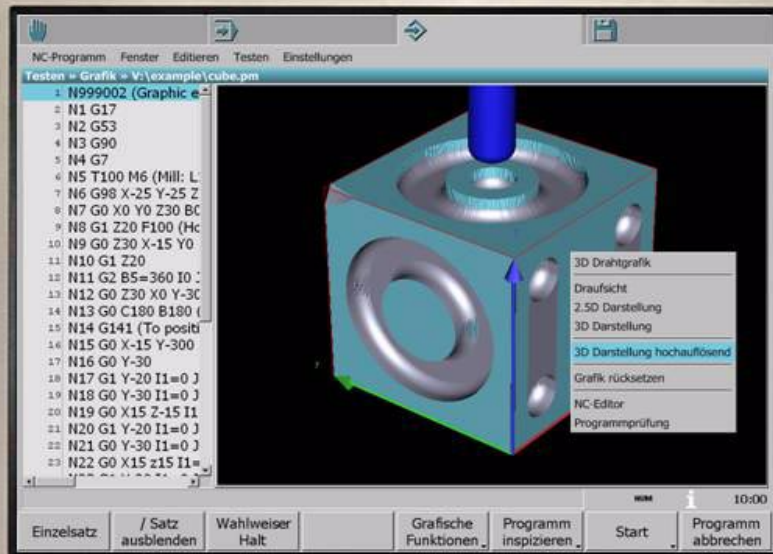 NC-Programm Fenster Editieren Testen Einstellungen
Testen » Grafik » V:\example\cube.pm
1 N999002 (Graphic e
2 N1 G17
3 N2 G53
4 N3 G90
5 N4 G7
6 N5 T100 M6 (Mill: L
7 N6 G98 X-25 Y-25 Z
8 N7 G0 X0 Y0 Z30 B0
9 N8 G1 Z20 F100 (Ho
10 N9 G0 Z30 X-15 Y0
11 N10 G1 Z20
12 N11 G2 B5=360 I0 J
13 N12 G0 Z30 X0 Y-30
14 N13 G0 C180 B180 (
15 N14 G141 (To positi
16 N15 G0 X-15 Y-300
17 N16 G0 Y-30
18 N17 G1 Y-20 I1=0 J
19 N18 G0 Y-30 I1=0 J
20 N19 G0 X15 Z-15 I1
21 N20 G1 Y-20 I1=0 J
22 N21 G0 Y-30 I1=0 J
23 N22 G0 X15 z15 I1=
3D Drahtgrafik
Draufsicht
2.5D Darstellung
3D Darstellung
3D Darstellung hochauflösend
Grafik rücksetzen
NC-Editor
Programmprüfung
NUM i 10:00
Einzelsatz
/ Satz
ausblenden
Wahlweiser
Halt
Grafische
Funktionen
Programm
inspizieren
Start
Programm
abbrechen